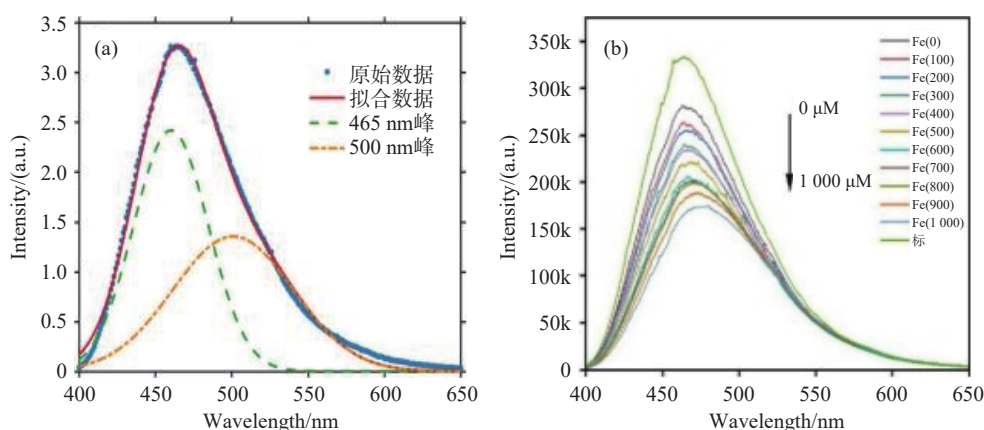 (a)
原始数据
拟合数据
465 nm峰
500 nm峰
3.5
3.0
2.5
2.0
1.5
1.0
0.5
0
400
450
500
550
600
650
Intensity/(a.u.)
Wavelength/nm
(b)
Fe(0)
Fe(100)
Fe(200)
Fe(300)
Fe(400)
Fe(500)
Fe(600)
Fe(700)
Fe(800)
Fe(900)
Fe(1 000)
标
0 μM
1 000 μM
350k
300k
250k
200k
150k
100k
50k
0
400
450
500
550
600
650
Intensity/(a.u.)
Wavelength/nm